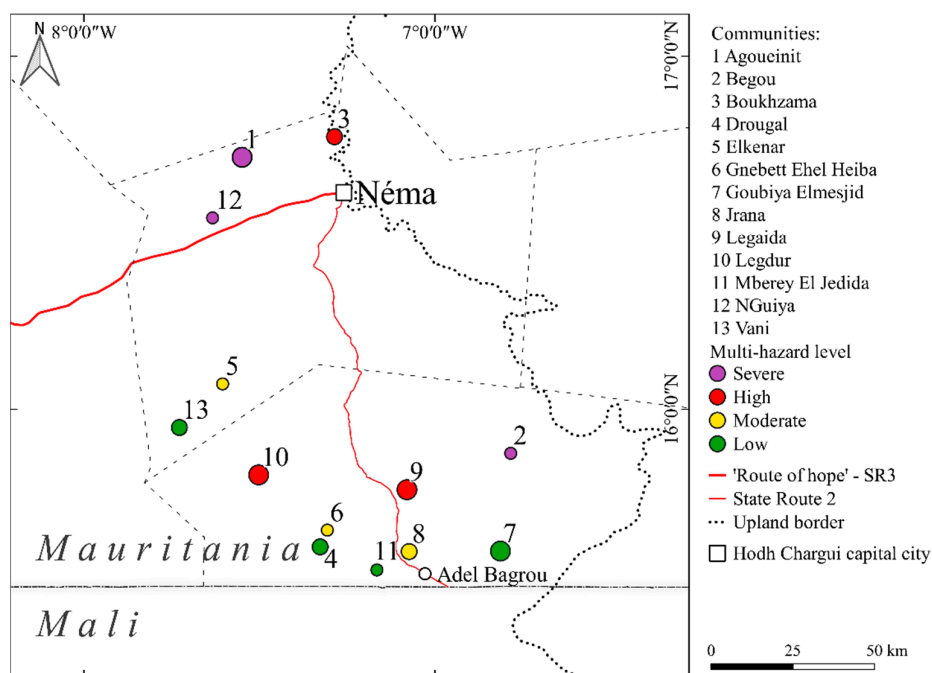 8°0′0″W
7°0′0″W
N
17°0′0″N
3
1
12
Néma
5
13
16°0′0″N
2
10
9
6
8
7
Mauritania
4
11
Adel Bagrou
Mali
Communities:
1 Agoueinit
2 Begou
3 Boukhzama
4 Drougal
5 Elkenar
6 Gnebett Ehel Heiba
7 Goubiya Elmesjid
8 Jrana
9 Legaida
10 Legdur
11 Mberey El Jedida
12 NGuiya
13 Vani
Multi-hazard level
Severe
High
Moderate
Low
'Route of hope' - SR3
State Route 2
Upland border
Hodh Chargui capital city
0 25 50 km